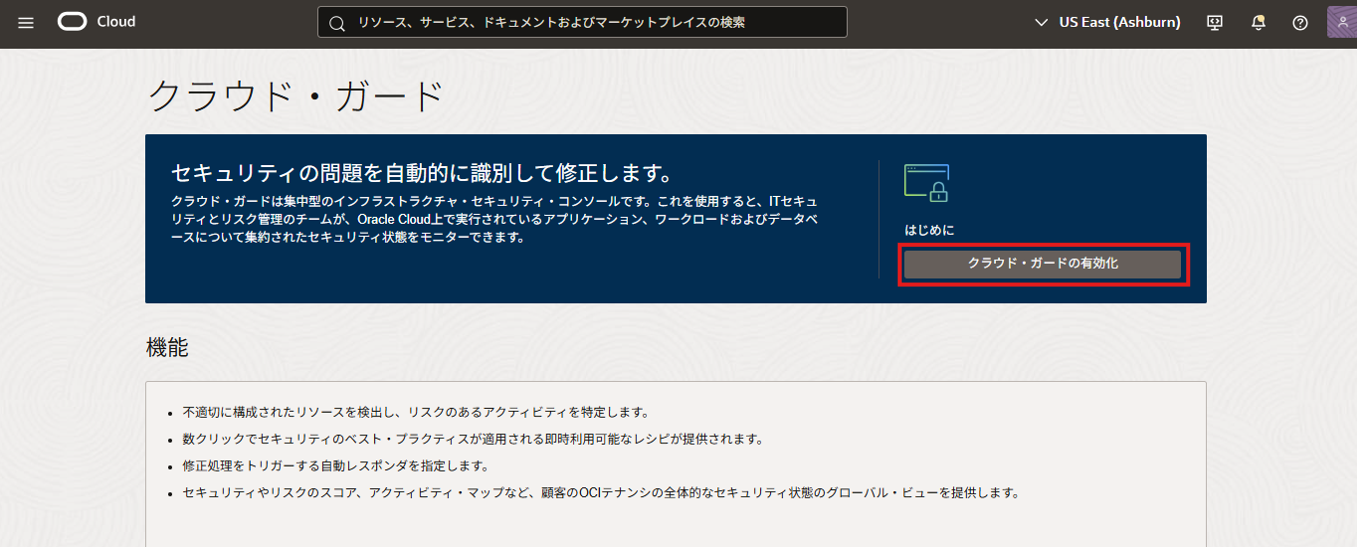 Cloud
リソース、サービス、ドキュメントおよびマーケットプレイスの検索
US East (Ashburn)
クラウド・ガード
セキュリティの問題を自動的に識別して修正します。
クラウド・ガードは集中型のインフラストラクチャ・セキュリティ・コンソールです。これを使用すると、ITセキュ
リティとリスク管理のチームが、Oracle Cloud上で実行されているアプリケーション、ワークロードおよびデータベ
ースについて集約されたセキュリティ状態をモニターできます。
はじめに
クラウド・ガードの有効化
機能
• 不適切に構成されたリソースを検出し、リスクのあるアクティビティを特定します。
• 数クリックでセキュリティのベスト・プラクティスが適用される即時利用可能なレシピが提供されます。
• 修正処理をトリガーする自動レスポンダを指定します。
• セキュリティやリスクのスコア、アクティビティ・マップなど、顧客のOCIテナンシの全体的なセキュリティ状態のグローバル・ビューを提供します。